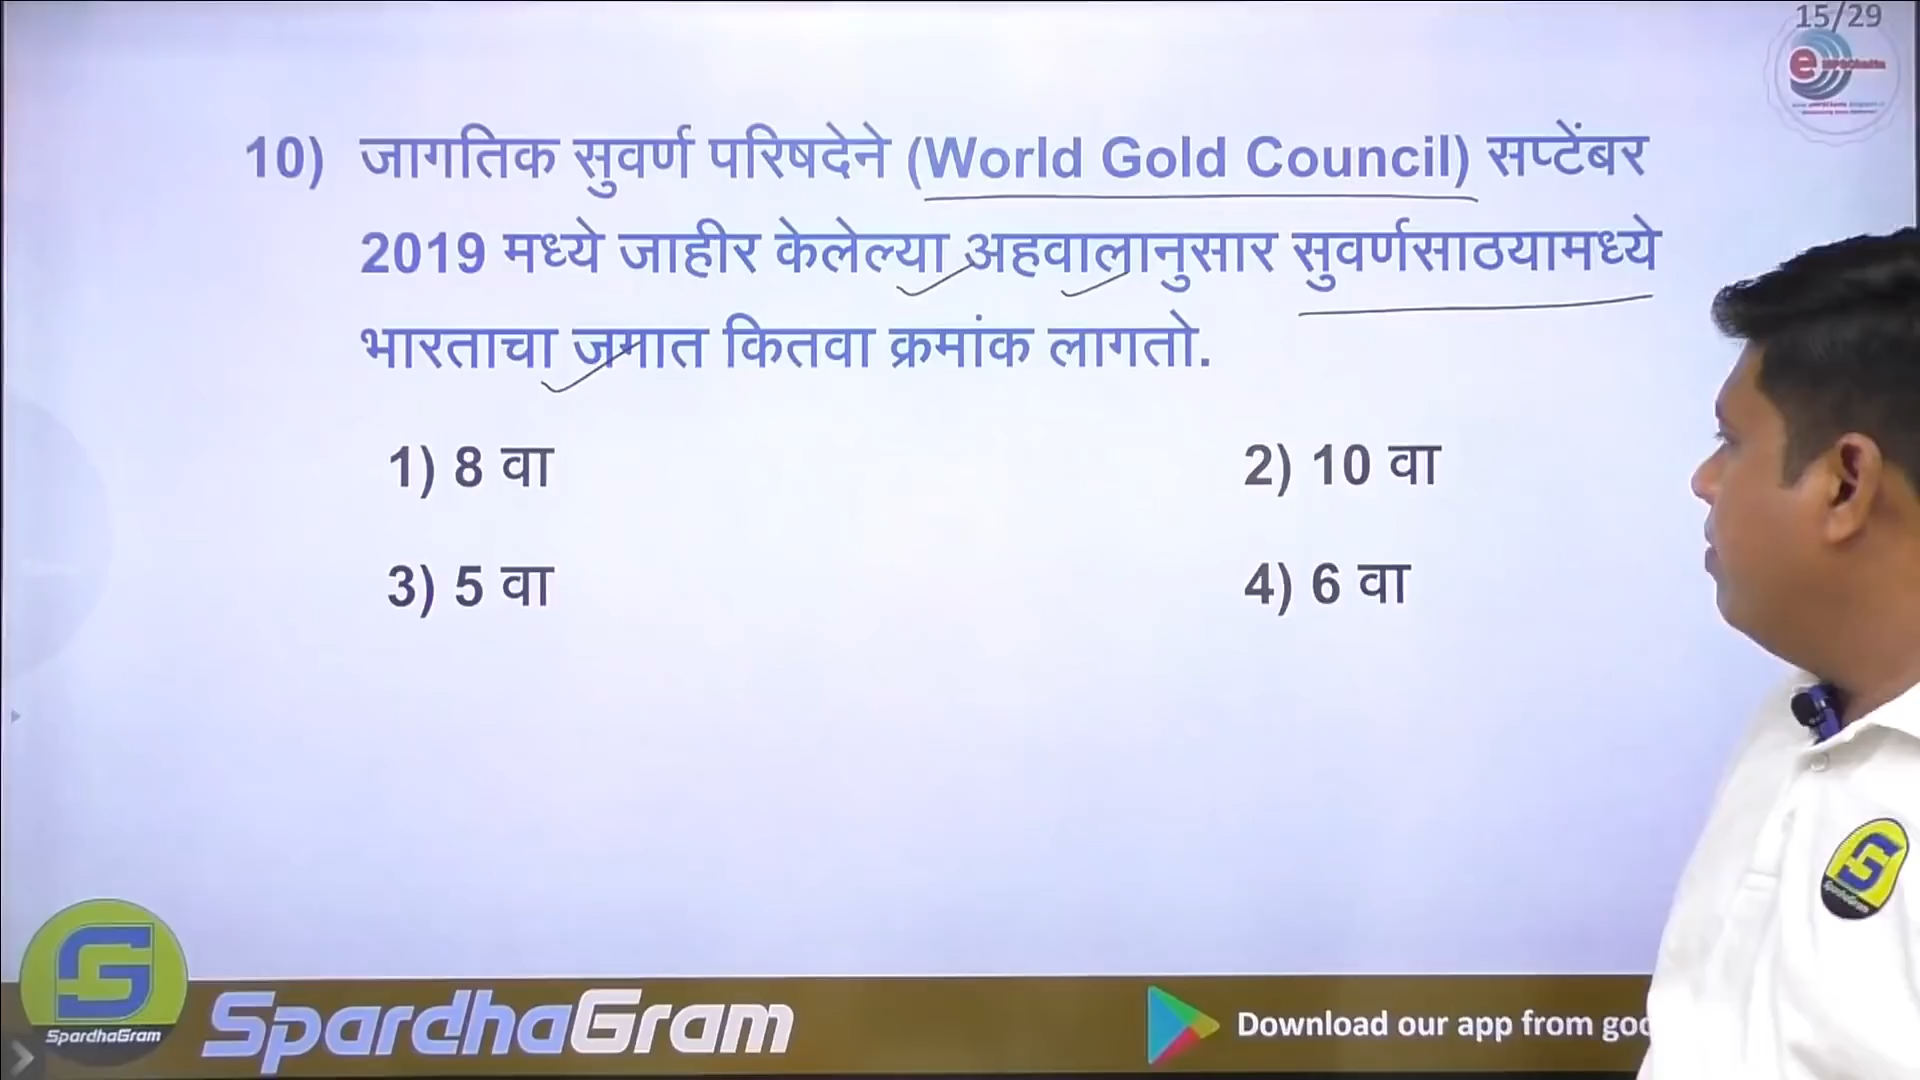 15/29
e
10) जागतिक सुवर्ण परिषदेने (World Gold Council) सप्टेंबर
2019 मध्ये जाहीर केलेल्या अहवालानुसार सुवर्णसाठयामध्ये
भारताचा जगात कितवा क्रमांक लागतो.
1) 8 वा
2) 10 वा
3) 5 वा
4) 6 वा
SpardhaGram
G
SpardhaGram
SpardhaGram
Download our app from goo